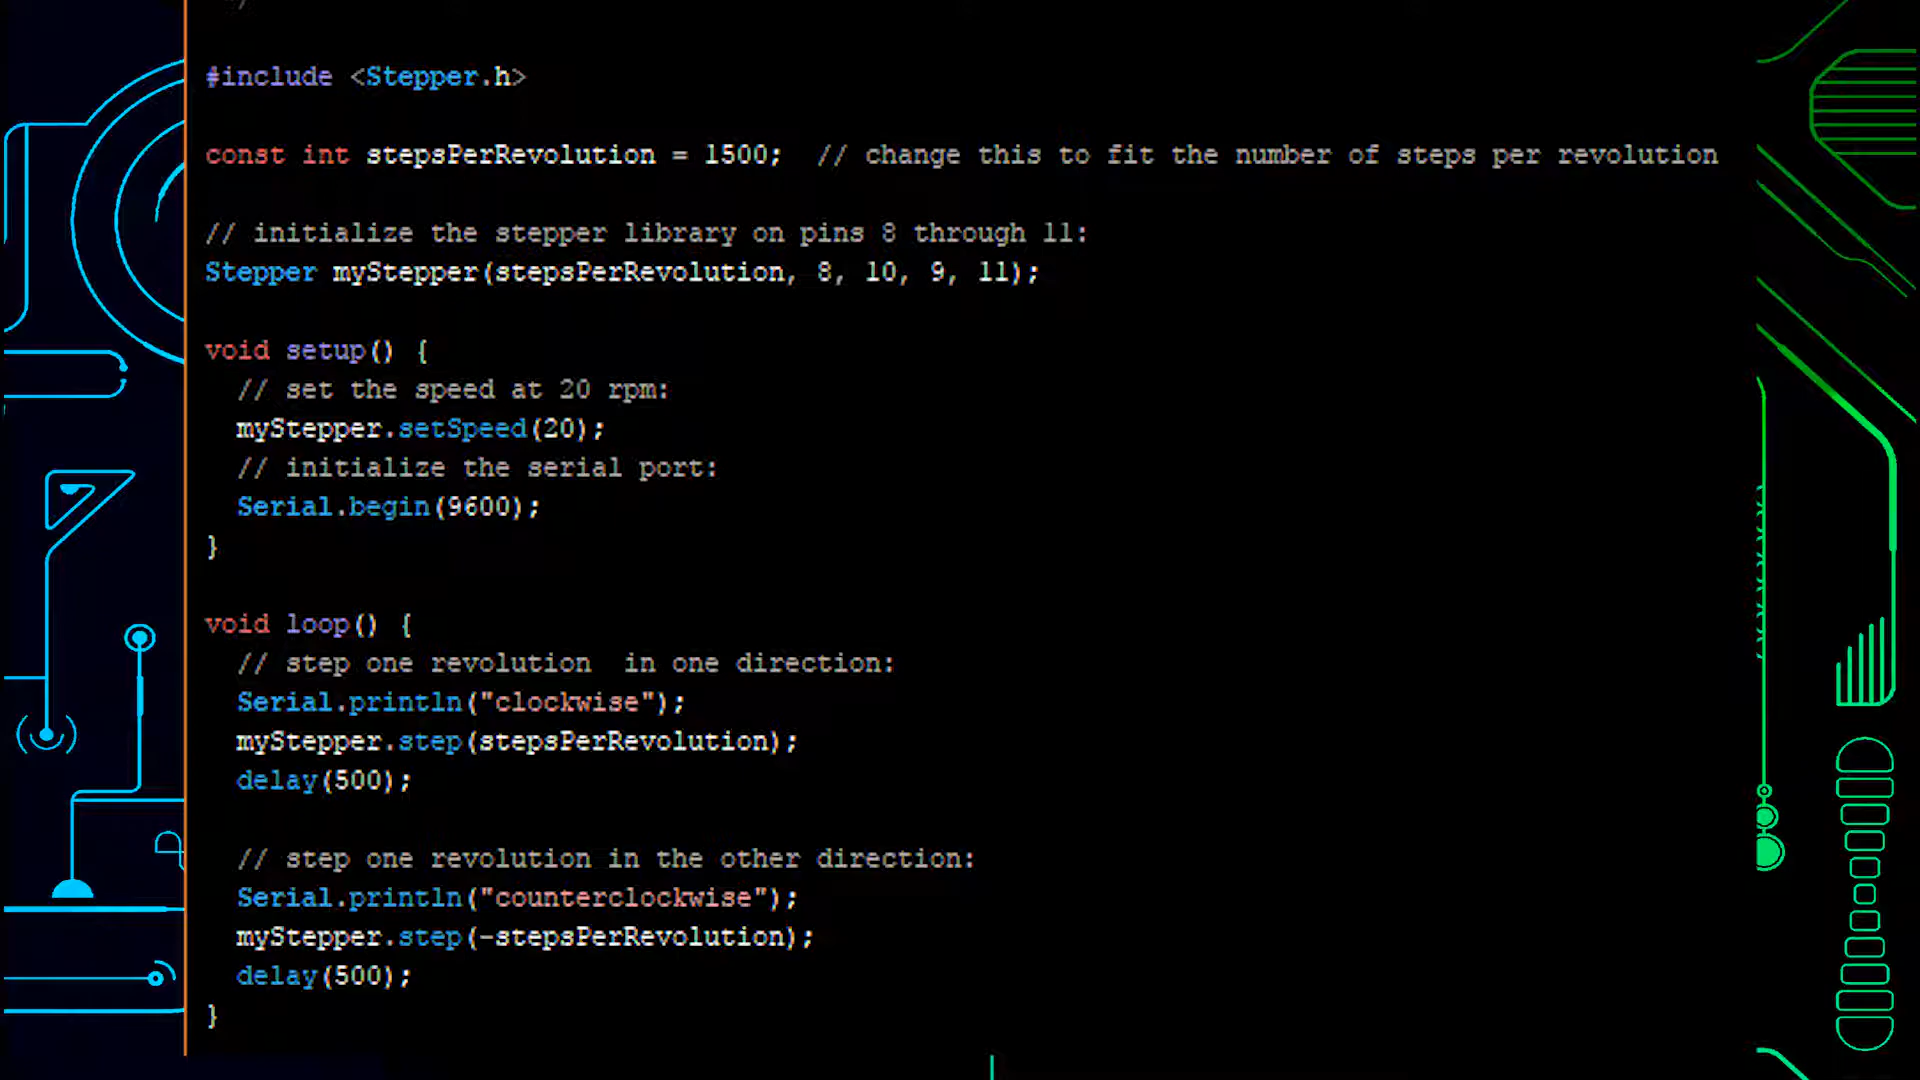 */
#include <Stepper.h>
const int stepsPerRevolution = 1500;  // change this to fit the number of steps per revolution
// initialize the stepper library on pins 8 through 11:
Stepper myStepper(stepsPerRevolution, 8, 10, 9, 11);
void setup() {
  // set the speed at 20 rpm:
  myStepper.setSpeed(20);
  // initialize the serial port:
  Serial.begin(9600);
}
void loop() {
  // step one revolution  in one direction:
  Serial.println("clockwise");
  myStepper.step(stepsPerRevolution);
  delay(500);
  // step one revolution in the other direction:
  Serial.println("counterclockwise");
  myStepper.step(-stepsPerRevolution);
  delay(500);
}